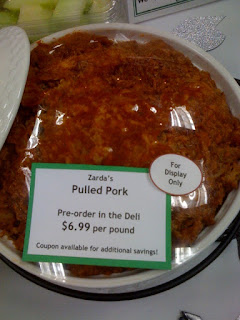 Zarda's
Pulled Pork
Pre-order in the Deli
$6.99 per pound
Coupon available for additional savings!
For
Display
Only